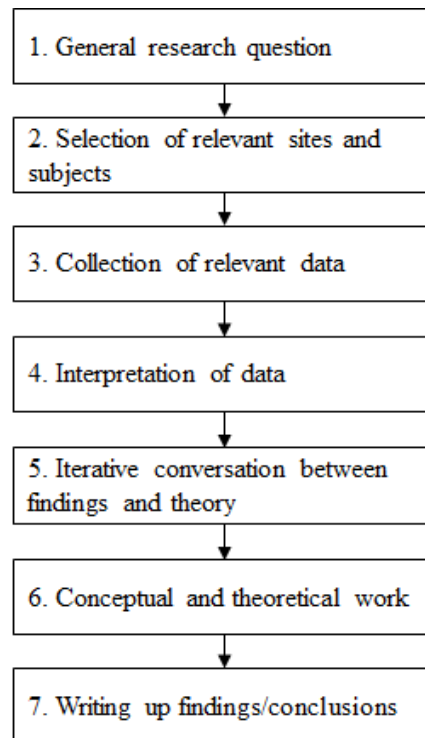 1. General research question
2. Selection of relevant sites and
subjects
3. Collection of relevant data
4. Interpretation of data
5. Iterative conversation between
findings and theory
6. Conceptual and theoretical work
7. Writing up findings/conclusions